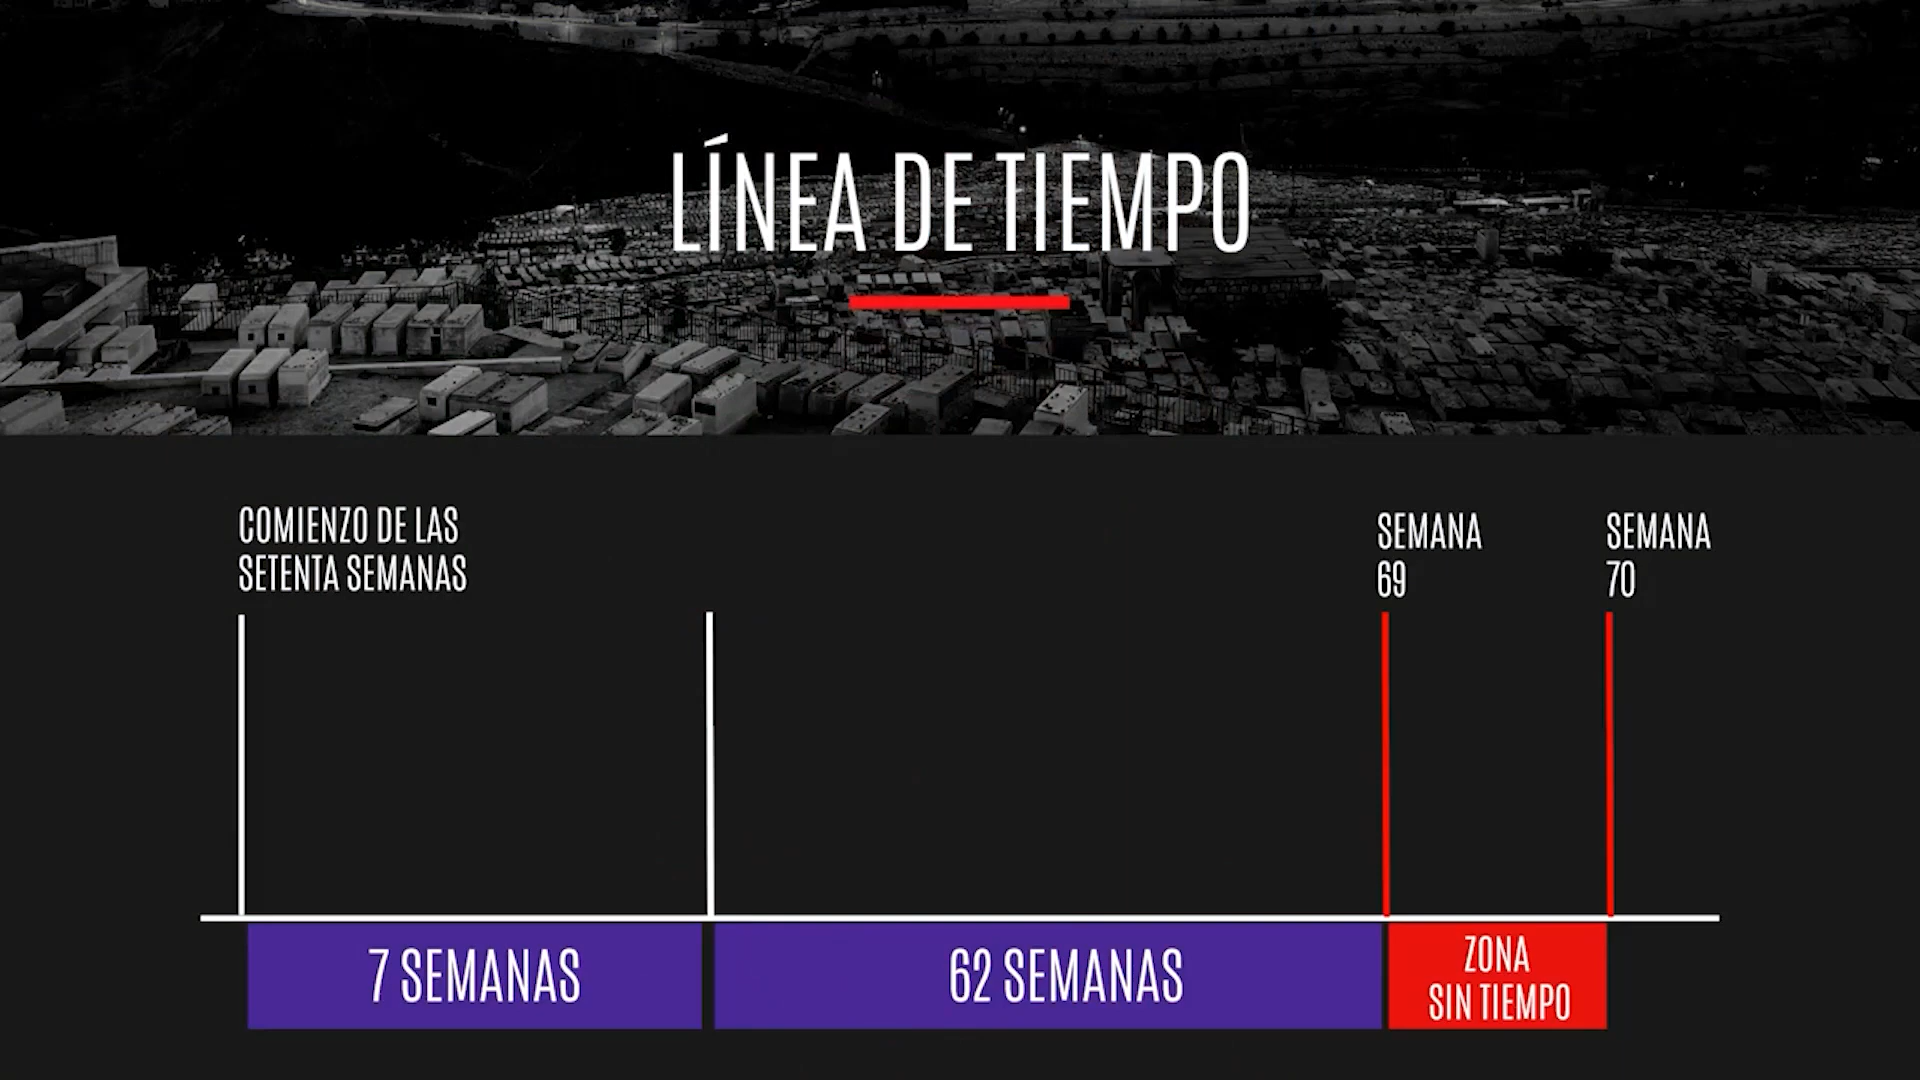 LÍNEA DE TIEMPO
COMIENZO DE LAS
SETENTA SEMANAS
SEMANA
69
SEMANA
70
7 SEMANAS
62 SEMANAS
ZONA
SIN TIEMPO